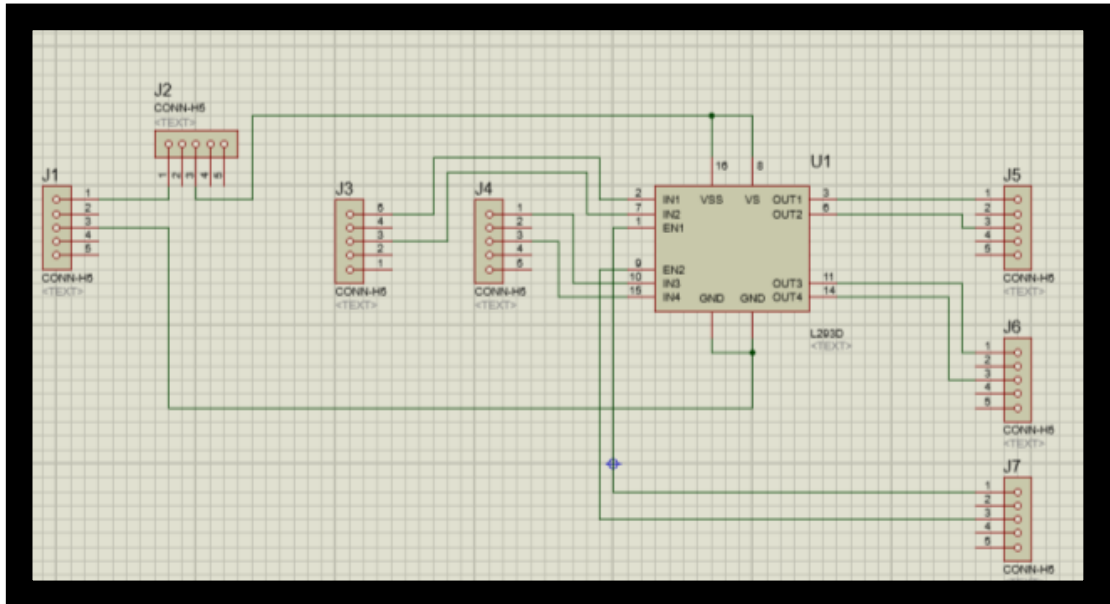 J2
CONN-H5
<TEXT>
1 2 3 4 5
J1
1
2
3
4
5
CONN-H5
<TEXT>
J3
5
4
3
2
1
CONN-H5
<TEXT>
J4
1
2
3
4
5
CONN-H5
<TEXT>
U1
16 8
2 IN1 VSS VS OUT1 3
7 IN2 OUT2 6
1 EN1
9 EN2
10 IN3 OUT3 11
15 IN4 GND GND OUT4 14
L293D
<TEXT>
J5
1
2
3
4
5
CONN-H5
<TEXT>
J6
1
2
3
4
5
CONN-H5
<TEXT>
J7
1
2
3
4
5
CONN-H5